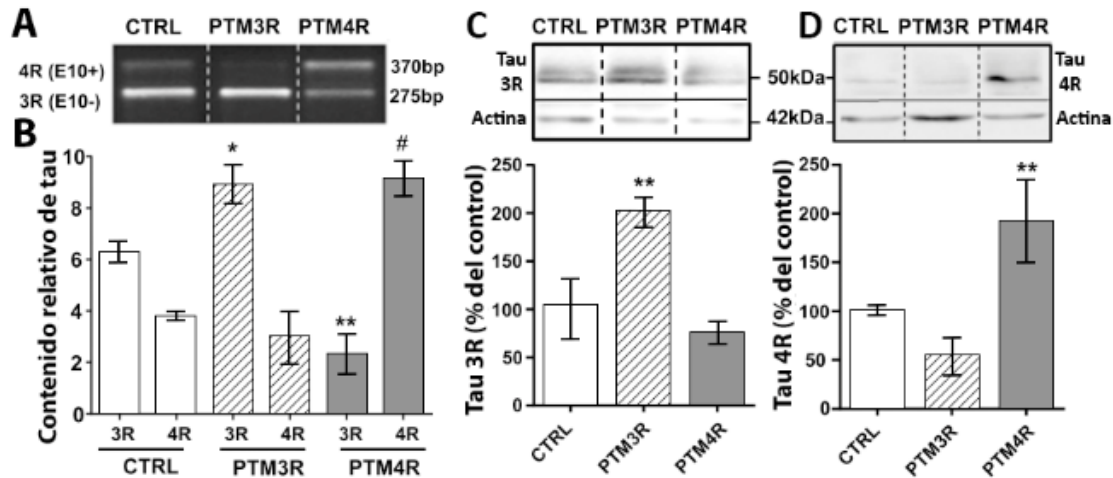 A
CTRL PTM3R PTM4R
4R (E10+) 370bp
3R (E10-) 275bp
B
Contenido relativo de tau
10
8
6
4
2
0
* ** #
3R 4R 3R 4R 3R 4R
CTRL PTM3R PTM4R
C
CTRL PTM3R PTM4R
Tau
3R
50kDa
Actina
42kDa
Tau 3R (% del control)
250
200
150
100
50
0
**
CTRL PTM3R PTM4R
D
CTRL PTM3R PTM4R
Tau
4R
Actina
Tau 4R (% del control)
250
200
150
100
50
0
**
CTRL PTM3R PTM4R